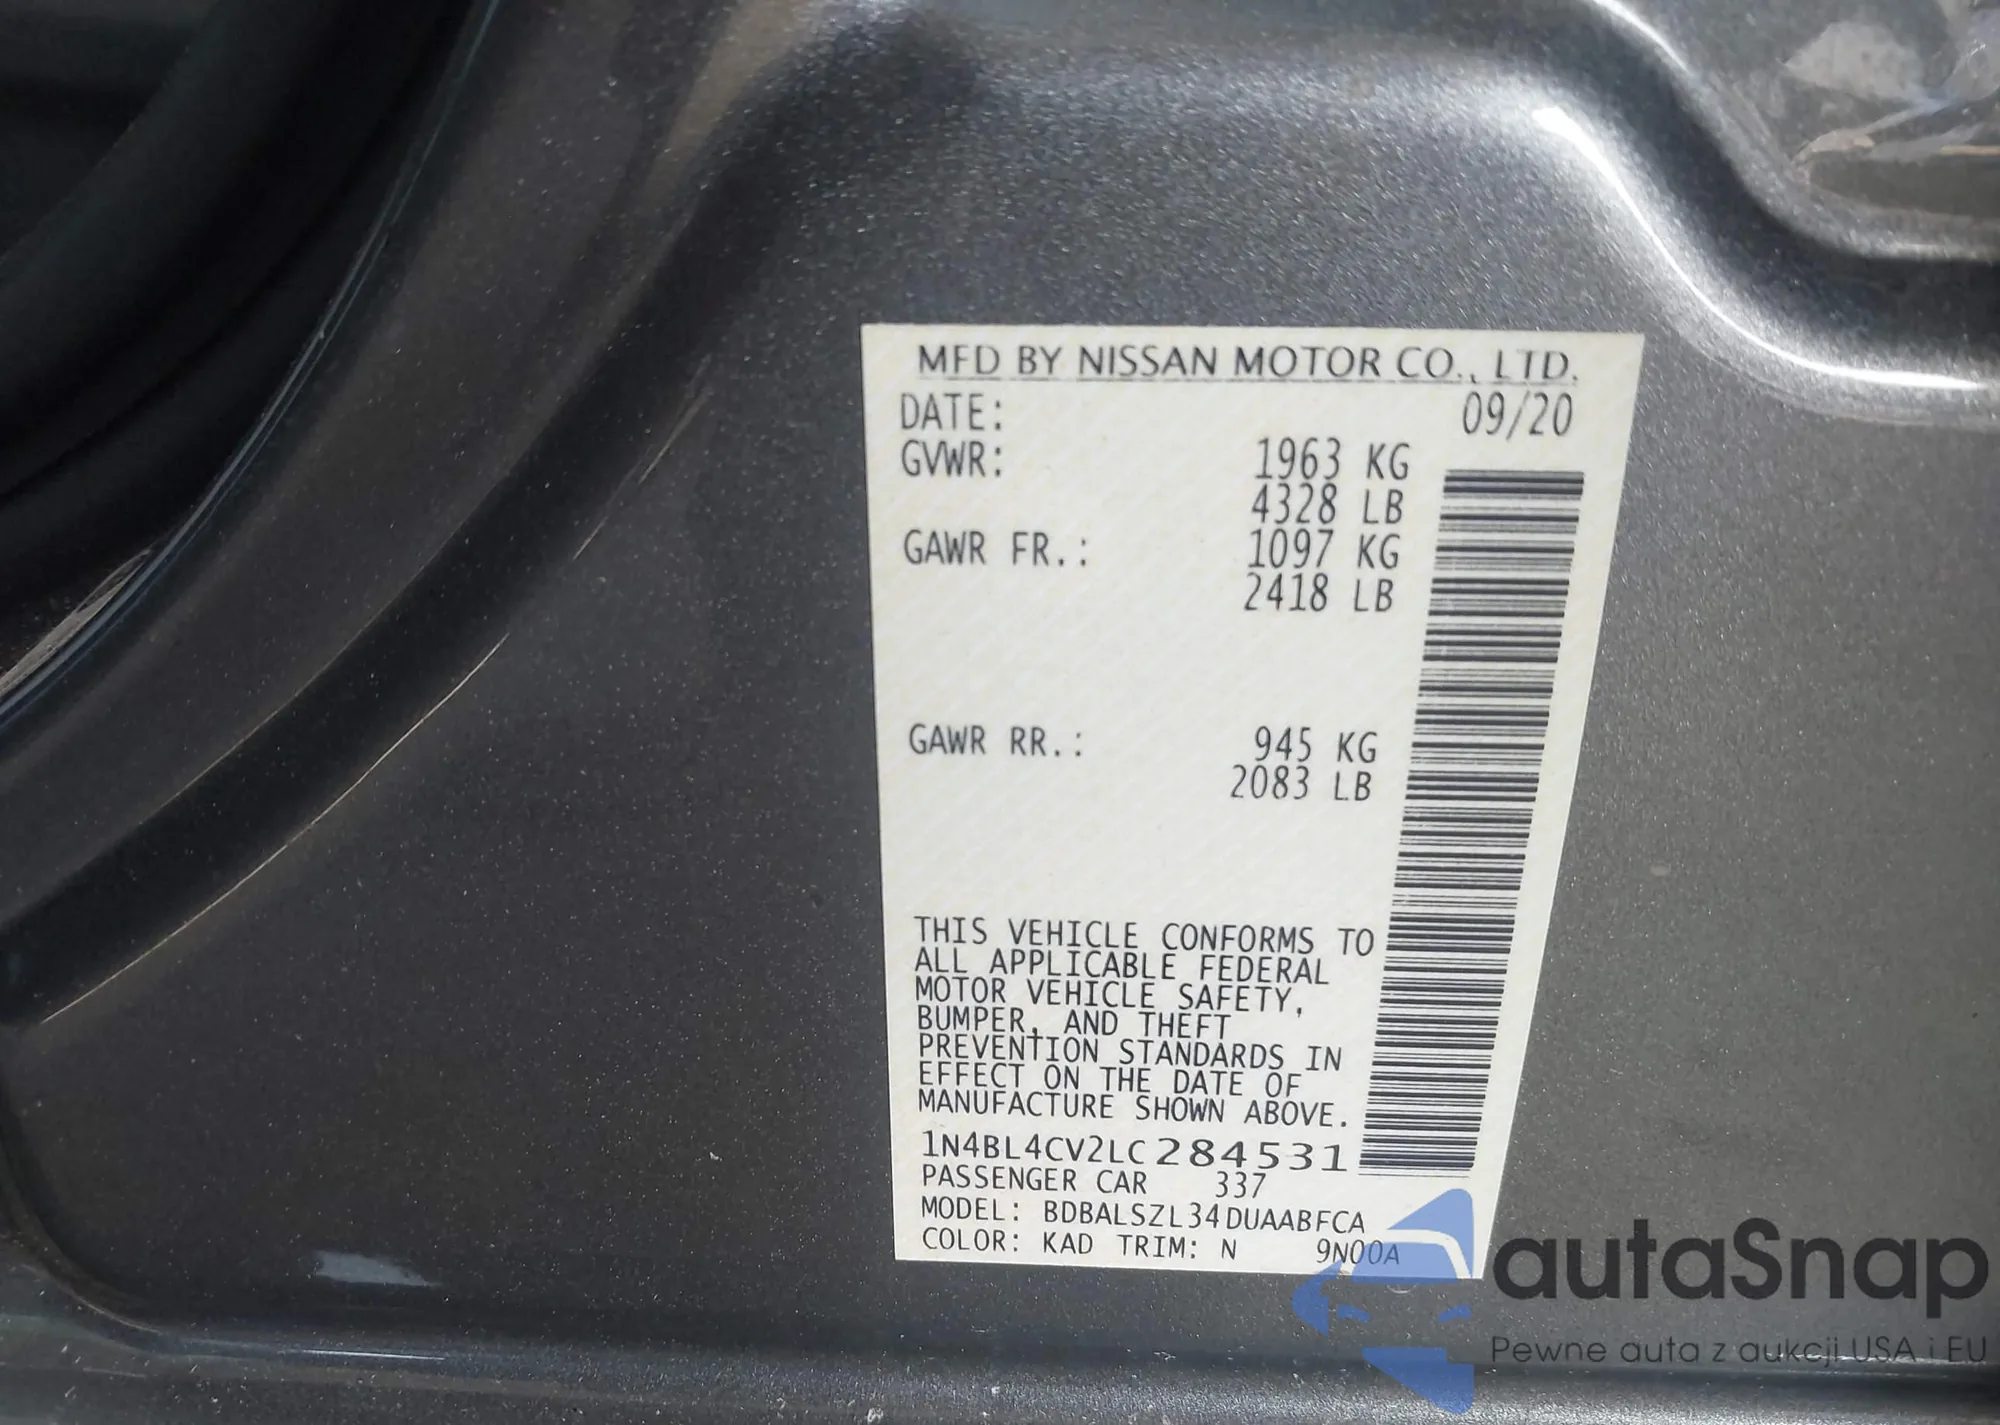 MFD BY NISSAN MOTOR CO., LTD.
DATE: 09/20
GVWR: 1963 KG
4328 LB
GAWR FR.: 1097 KG
2418 LB
GAWR RR.: 945 KG
2083 LB
THIS VEHICLE CONFORMS TO
ALL APPLICABLE FEDERAL
MOTOR VEHICLE SAFETY,
BUMPER, AND THEFT
PREVENTION STANDARDS IN
EFFECT ON THE DATE OF
MANUFACTURE SHOWN ABOVE.
1N4BL4CV2LC284531
PASSENGER CAR 337
MODEL: BDBALSZL34DUAABFCA
COLOR: KAD TRIM: N 9N00A
autaSnap
Pewne auta z aukcji USA i EU